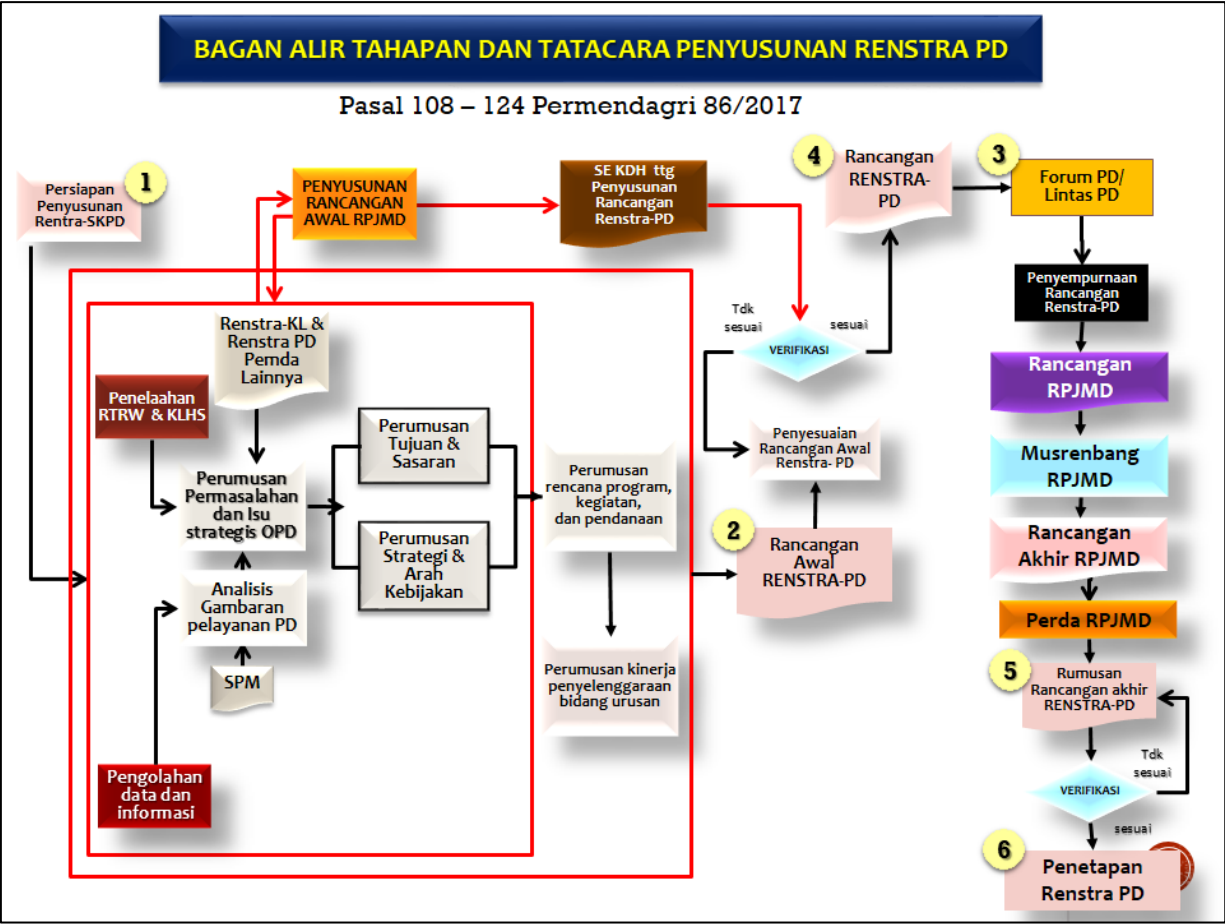 BAGAN ALIR TAHAPAN DAN TATACARA PENYUSUNAN RENSTRA PD
Pasal 108 – 124 Permendagri 86/2017
1
Persiapan
Penyusunan
Rentra-SKPD
PENYUSUNAN
RANCANGAN
AWAL RPJMD
SE KDH ttg
Penyusunan
Rancangan
Renstra-PD
4
Rancangan
RENSTRA-
PD
3
Forum PD/
Lintas PD
Penyempurnaan
Rancangan
Renstra-PD
Renstra-KL &
Renstra PD
Pemda
Lainnya
Penelaahan
RTRW & KLHS
Perumusan
Permasalahan
dan Isu
strategis OPD
Analisis
Gambaran
pelayanan PD
SPM
Pengolahan
data dan
informasi
Perumusan
Tujuan &
Sasaran
Perumusan
Strategi &
Arah
Kebijakan
Perumusan
rencana program,
kegiatan,
dan pendanaan
Perumusan kinerja
penyelenggaraan
bidang urusan
Tdk
sesuai
sesuai
VERIFIKASI
Penyesuaian
Rancangan Awal
Renstra- PD
2
Rancangan
Awal
RENSTRA-PD
Rancangan
RPJMD
Musrenbang
RPJMD
Rancangan
Akhir RPJMD
Perda RPJMD
5
Rumusan
Rancangan akhir
RENSTRA-PD
Tdk
sesuai
VERIFIKASI
sesuai
6
Penetapan
Renstra PD